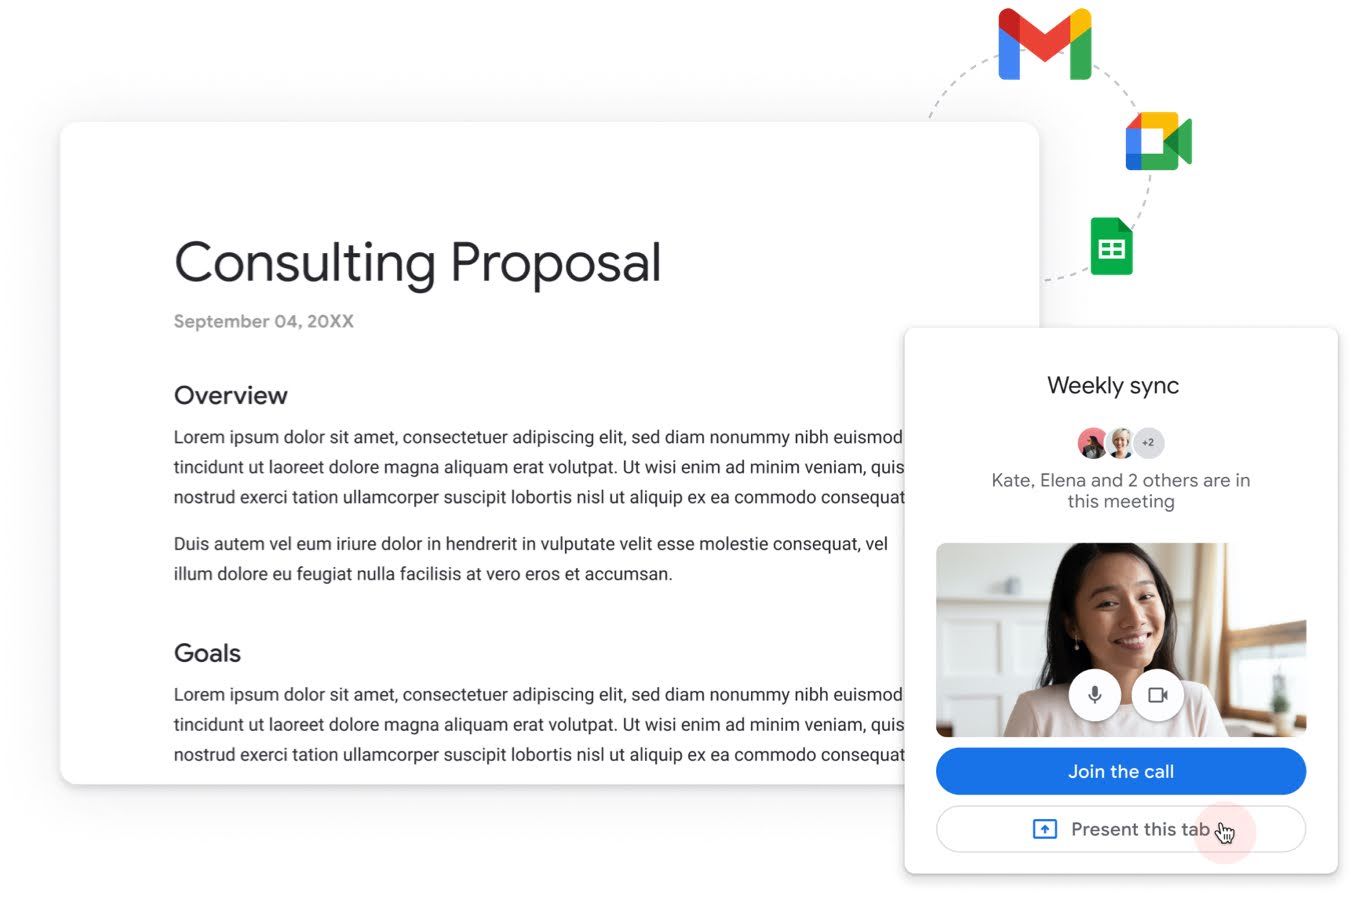 Consulting Proposal
September 04, 20XX
Overview
Lorem ipsum dolor sit amet, consectetuer adipiscing elit, sed diam nonummy nibh euismod
tincidunt ut laoreet dolore magna aliquam erat volutpat. Ut wisi enim ad minim veniam, quis
nostrud exerci tation ullamcorper suscipit lobortis nisl ut aliquip ex ea commodo consequat
Duis autem vel eum iriure dolor in hendrerit in vulputate velit esse molestie consequat, vel
illum dolore eu feugiat nulla facilisis at vero eros et accumsan.
Goals
Lorem ipsum dolor sit amet, consectetuer adipiscing elit, sed diam nonummy nibh euismod
tincidunt ut laoreet dolore magna aliquam erat volutpat. Ut wisi enim ad minim veniam, quis
nostrud exerci tation ullamcorper suscipit lobortis nisl ut aliquip ex ea commodo consequat
Weekly sync
+2
Kate, Elena and 2 others are in
this meeting
Join the call
Present this tab